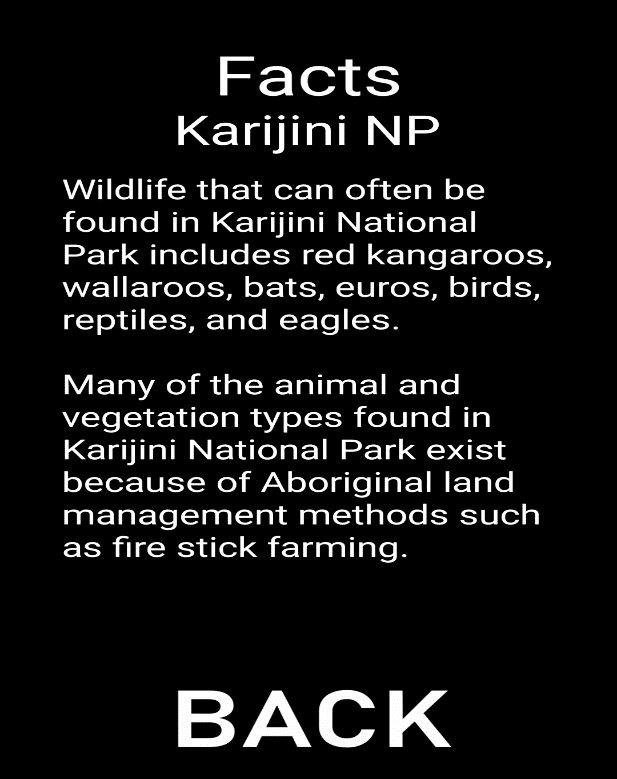 Facts
Karijini NP
Wildlife that can often be
found in Karijini National
Park includes red kangaroos,
wallaroos, bats, euros, birds,
reptiles, and eagles.
Many of the animal and
vegetation types found in
Karijini National Park exist
because of Aboriginal land
management methods such
as fire stick farming.
BACK